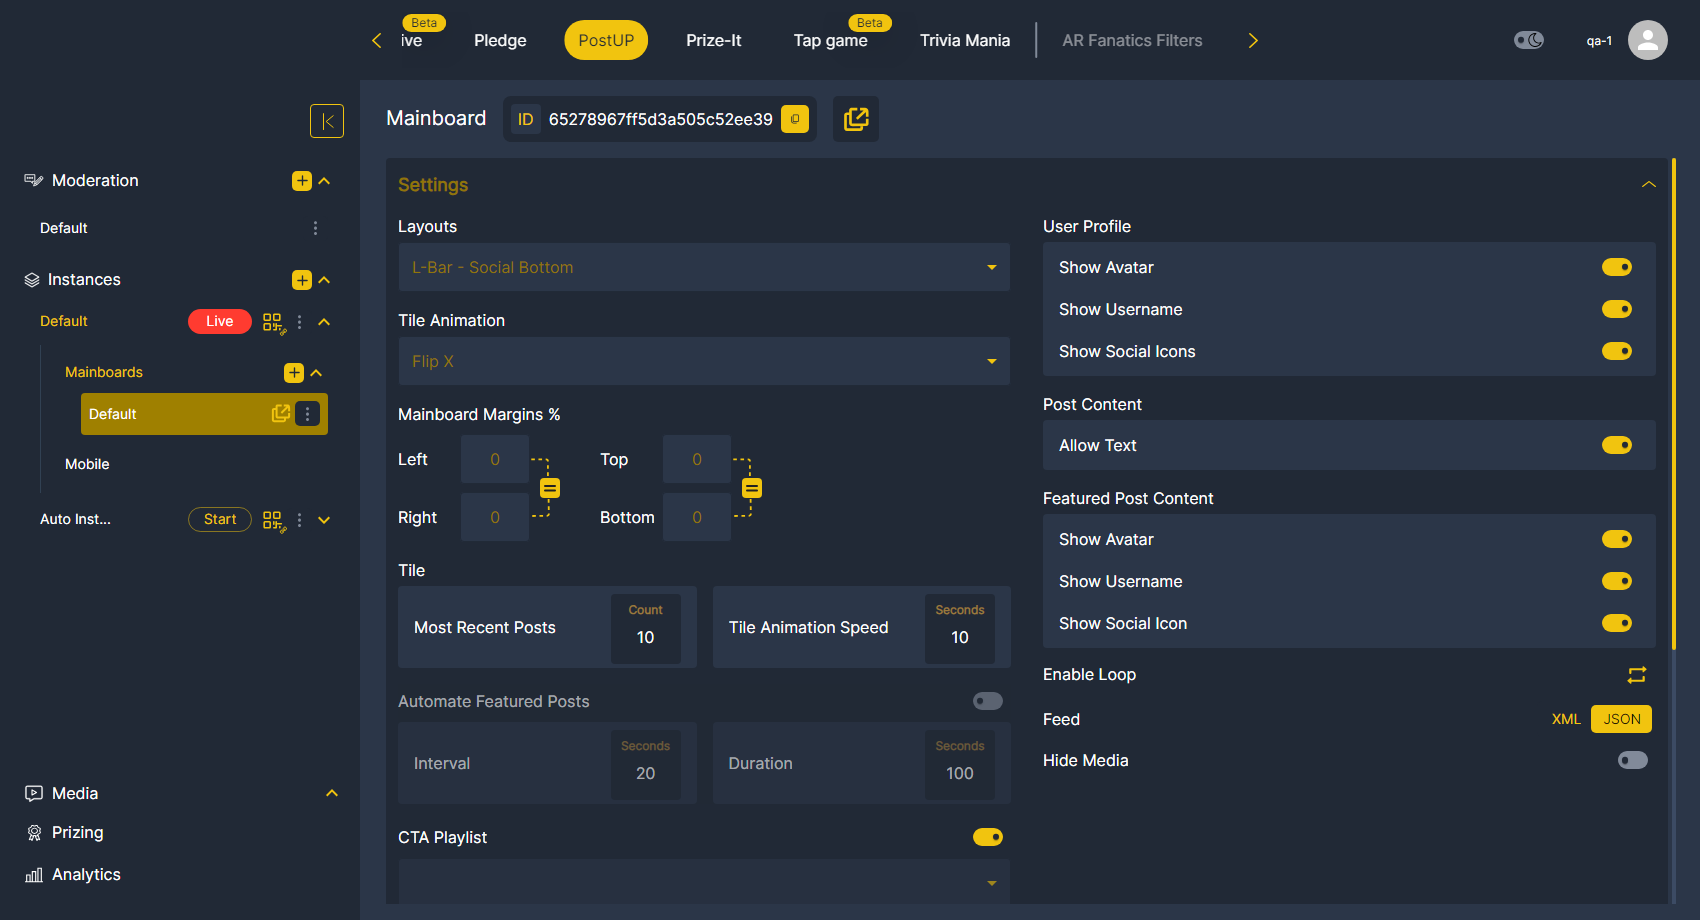 Beta
Beta
ive
Pledge
PostUP
Prize-It
Tap game
Trivia Mania
AR Fanatics Filters
qa-1
Mainboard
ID
65278967ff5d3a505c52ee39
Moderation
Default
Instances
Default
Live
Mainboards
Default
Mobile
Auto Inst...
Start
Media
Prizing
Analytics
Settings
Layouts
L-Bar - Social Bottom
Tile Animation
Flip X
Mainboard Margins %
Left
0
Top
0
Right
0
Bottom
0
Tile
Most Recent Posts
Count
10
Tile Animation Speed
Seconds
10
Automate Featured Posts
Interval
Seconds
20
Duration
Seconds
100
CTA Playlist
User Profile
Show Avatar
Show Username
Show Social Icons
Post Content
Allow Text
Featured Post Content
Show Avatar
Show Username
Show Social Icon
Enable Loop
Feed
XML
JSON
Hide Media